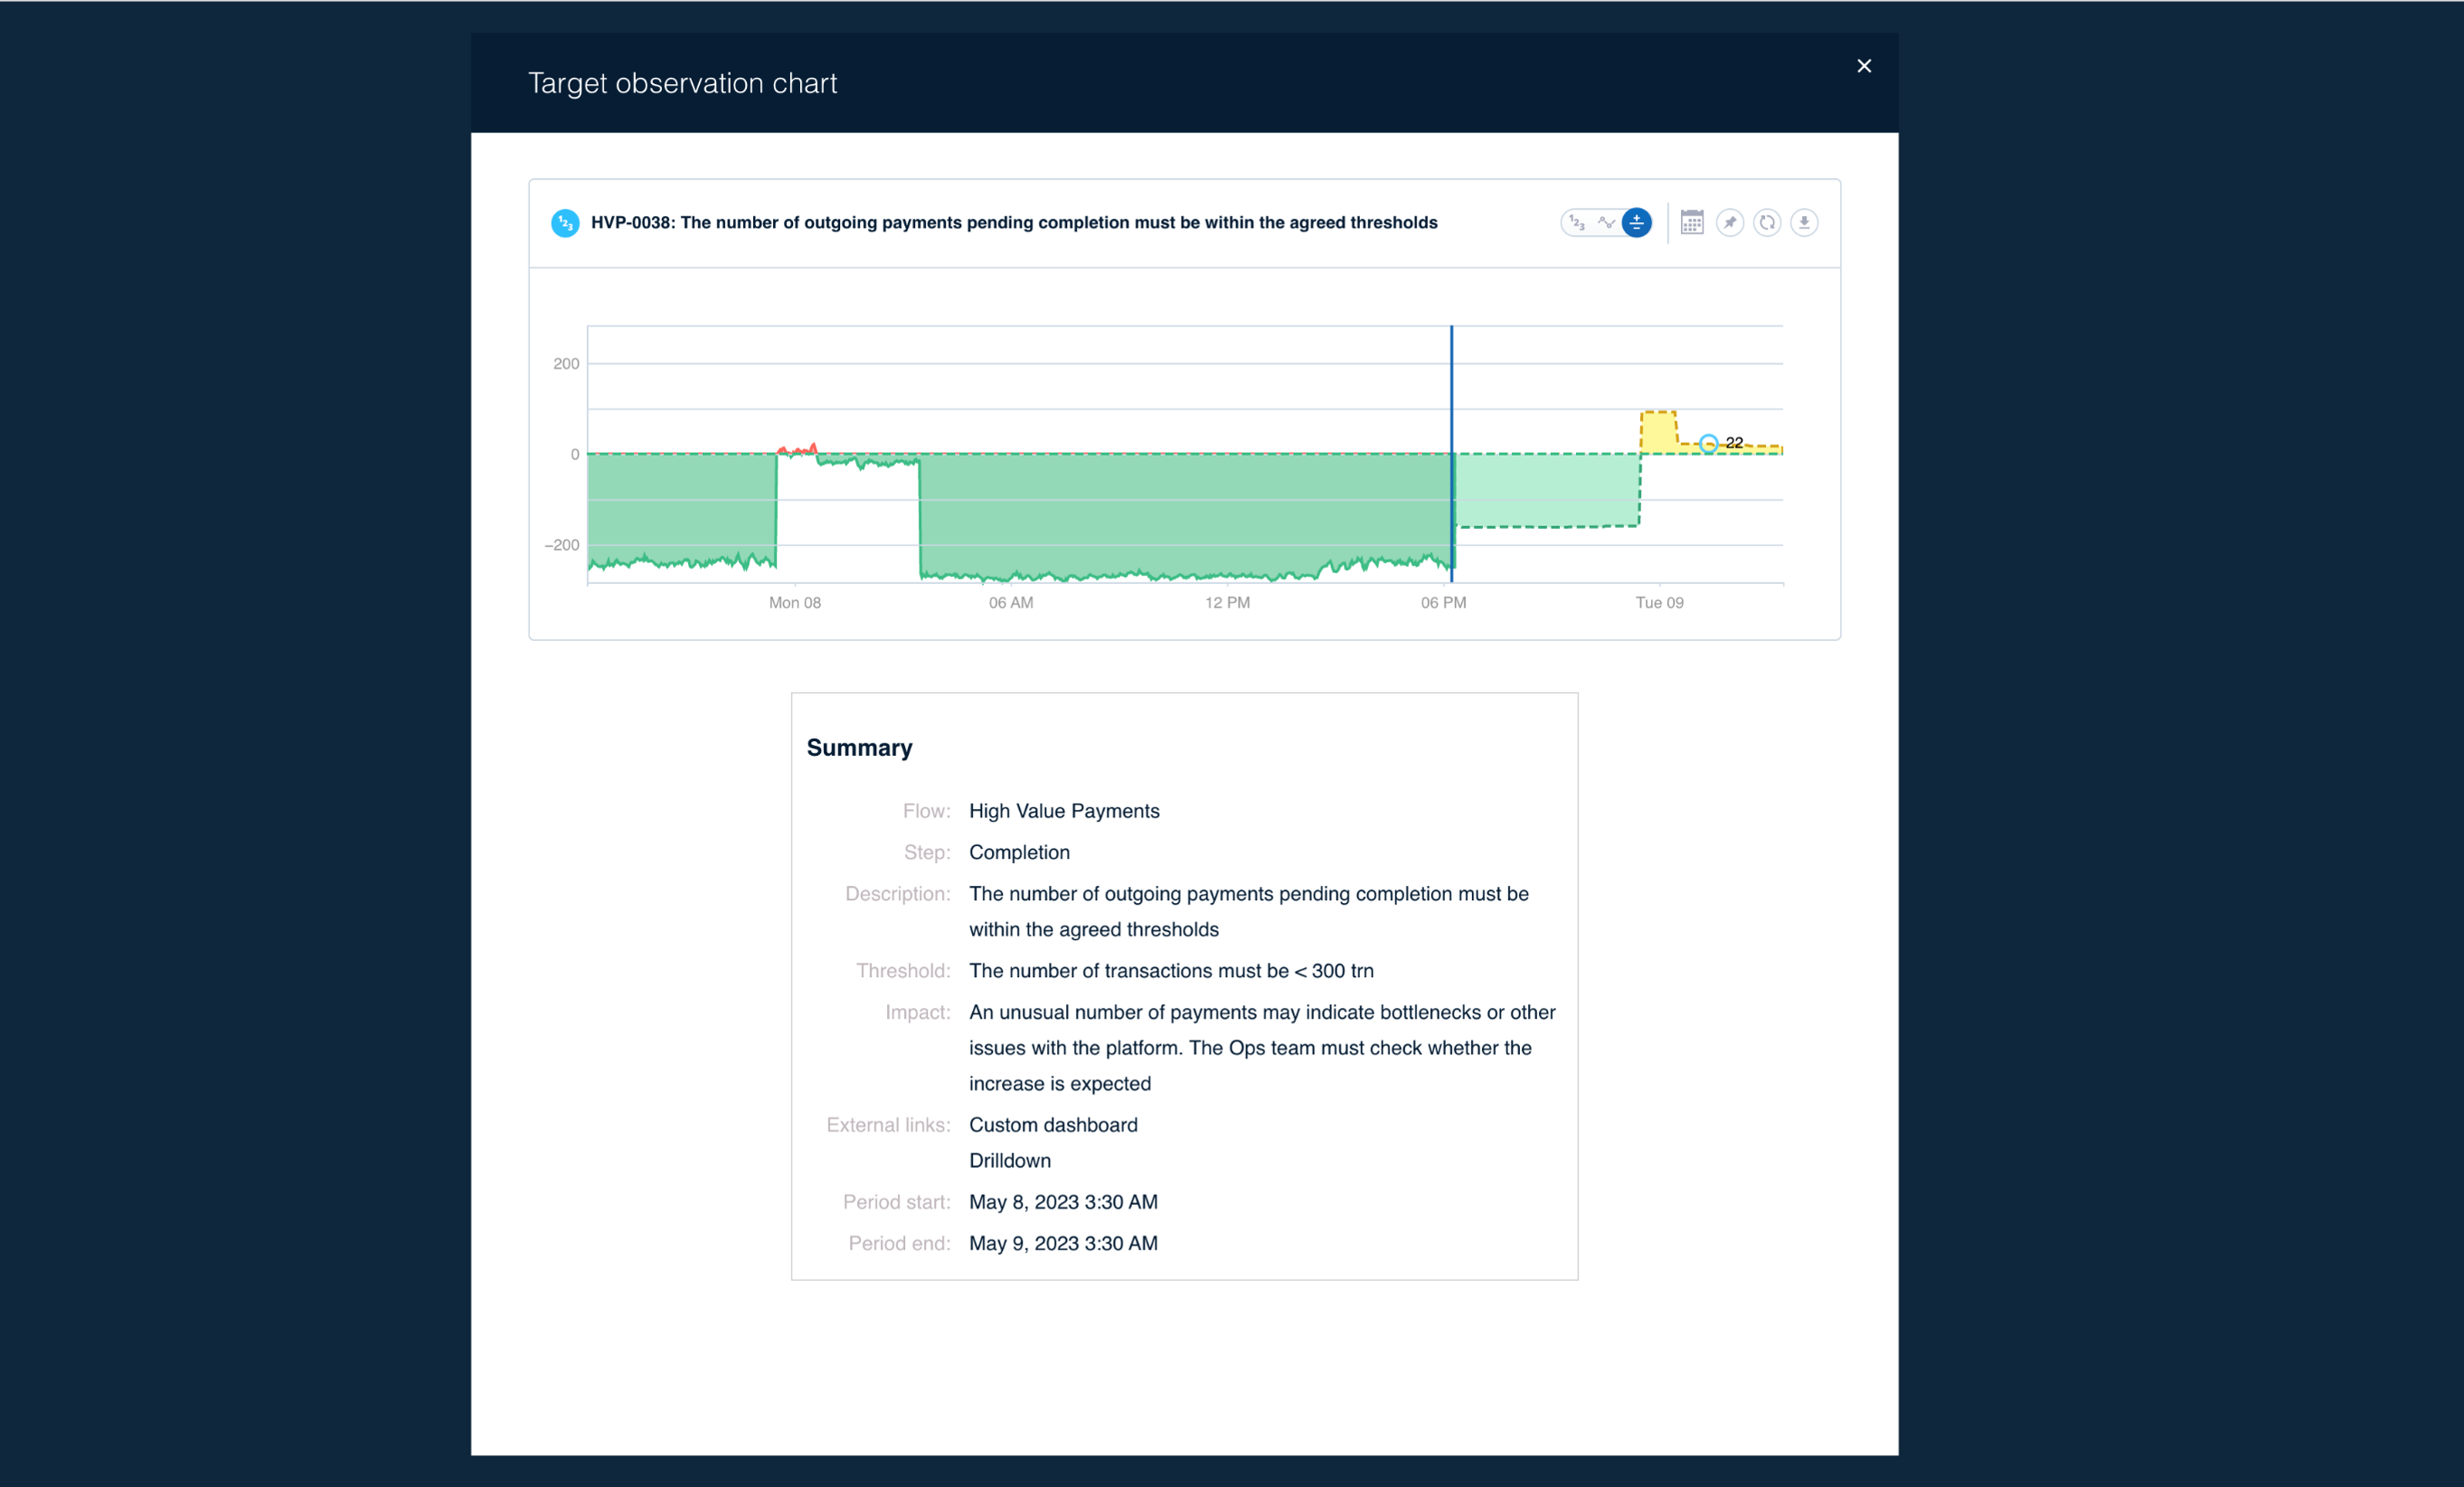 Target observation chart
HVP-0038: The number of outgoing payments pending completion must be within the agreed thresholds
200
0
−200
22
Mon 08
06 AM
12 PM
06 PM
Tue 09
Summary
Flow: High Value Payments
Step: Completion
Description: The number of outgoing payments pending completion must be
within the agreed thresholds
Threshold: The number of transactions must be < 300 trn
Impact: An unusual number of payments may indicate bottlenecks or other
issues with the platform. The Ops team must check whether the
increase is expected
External links: Custom dashboard
Drilldown
Period start: May 8, 2023 3:30 AM
Period end: May 9, 2023 3:30 AM